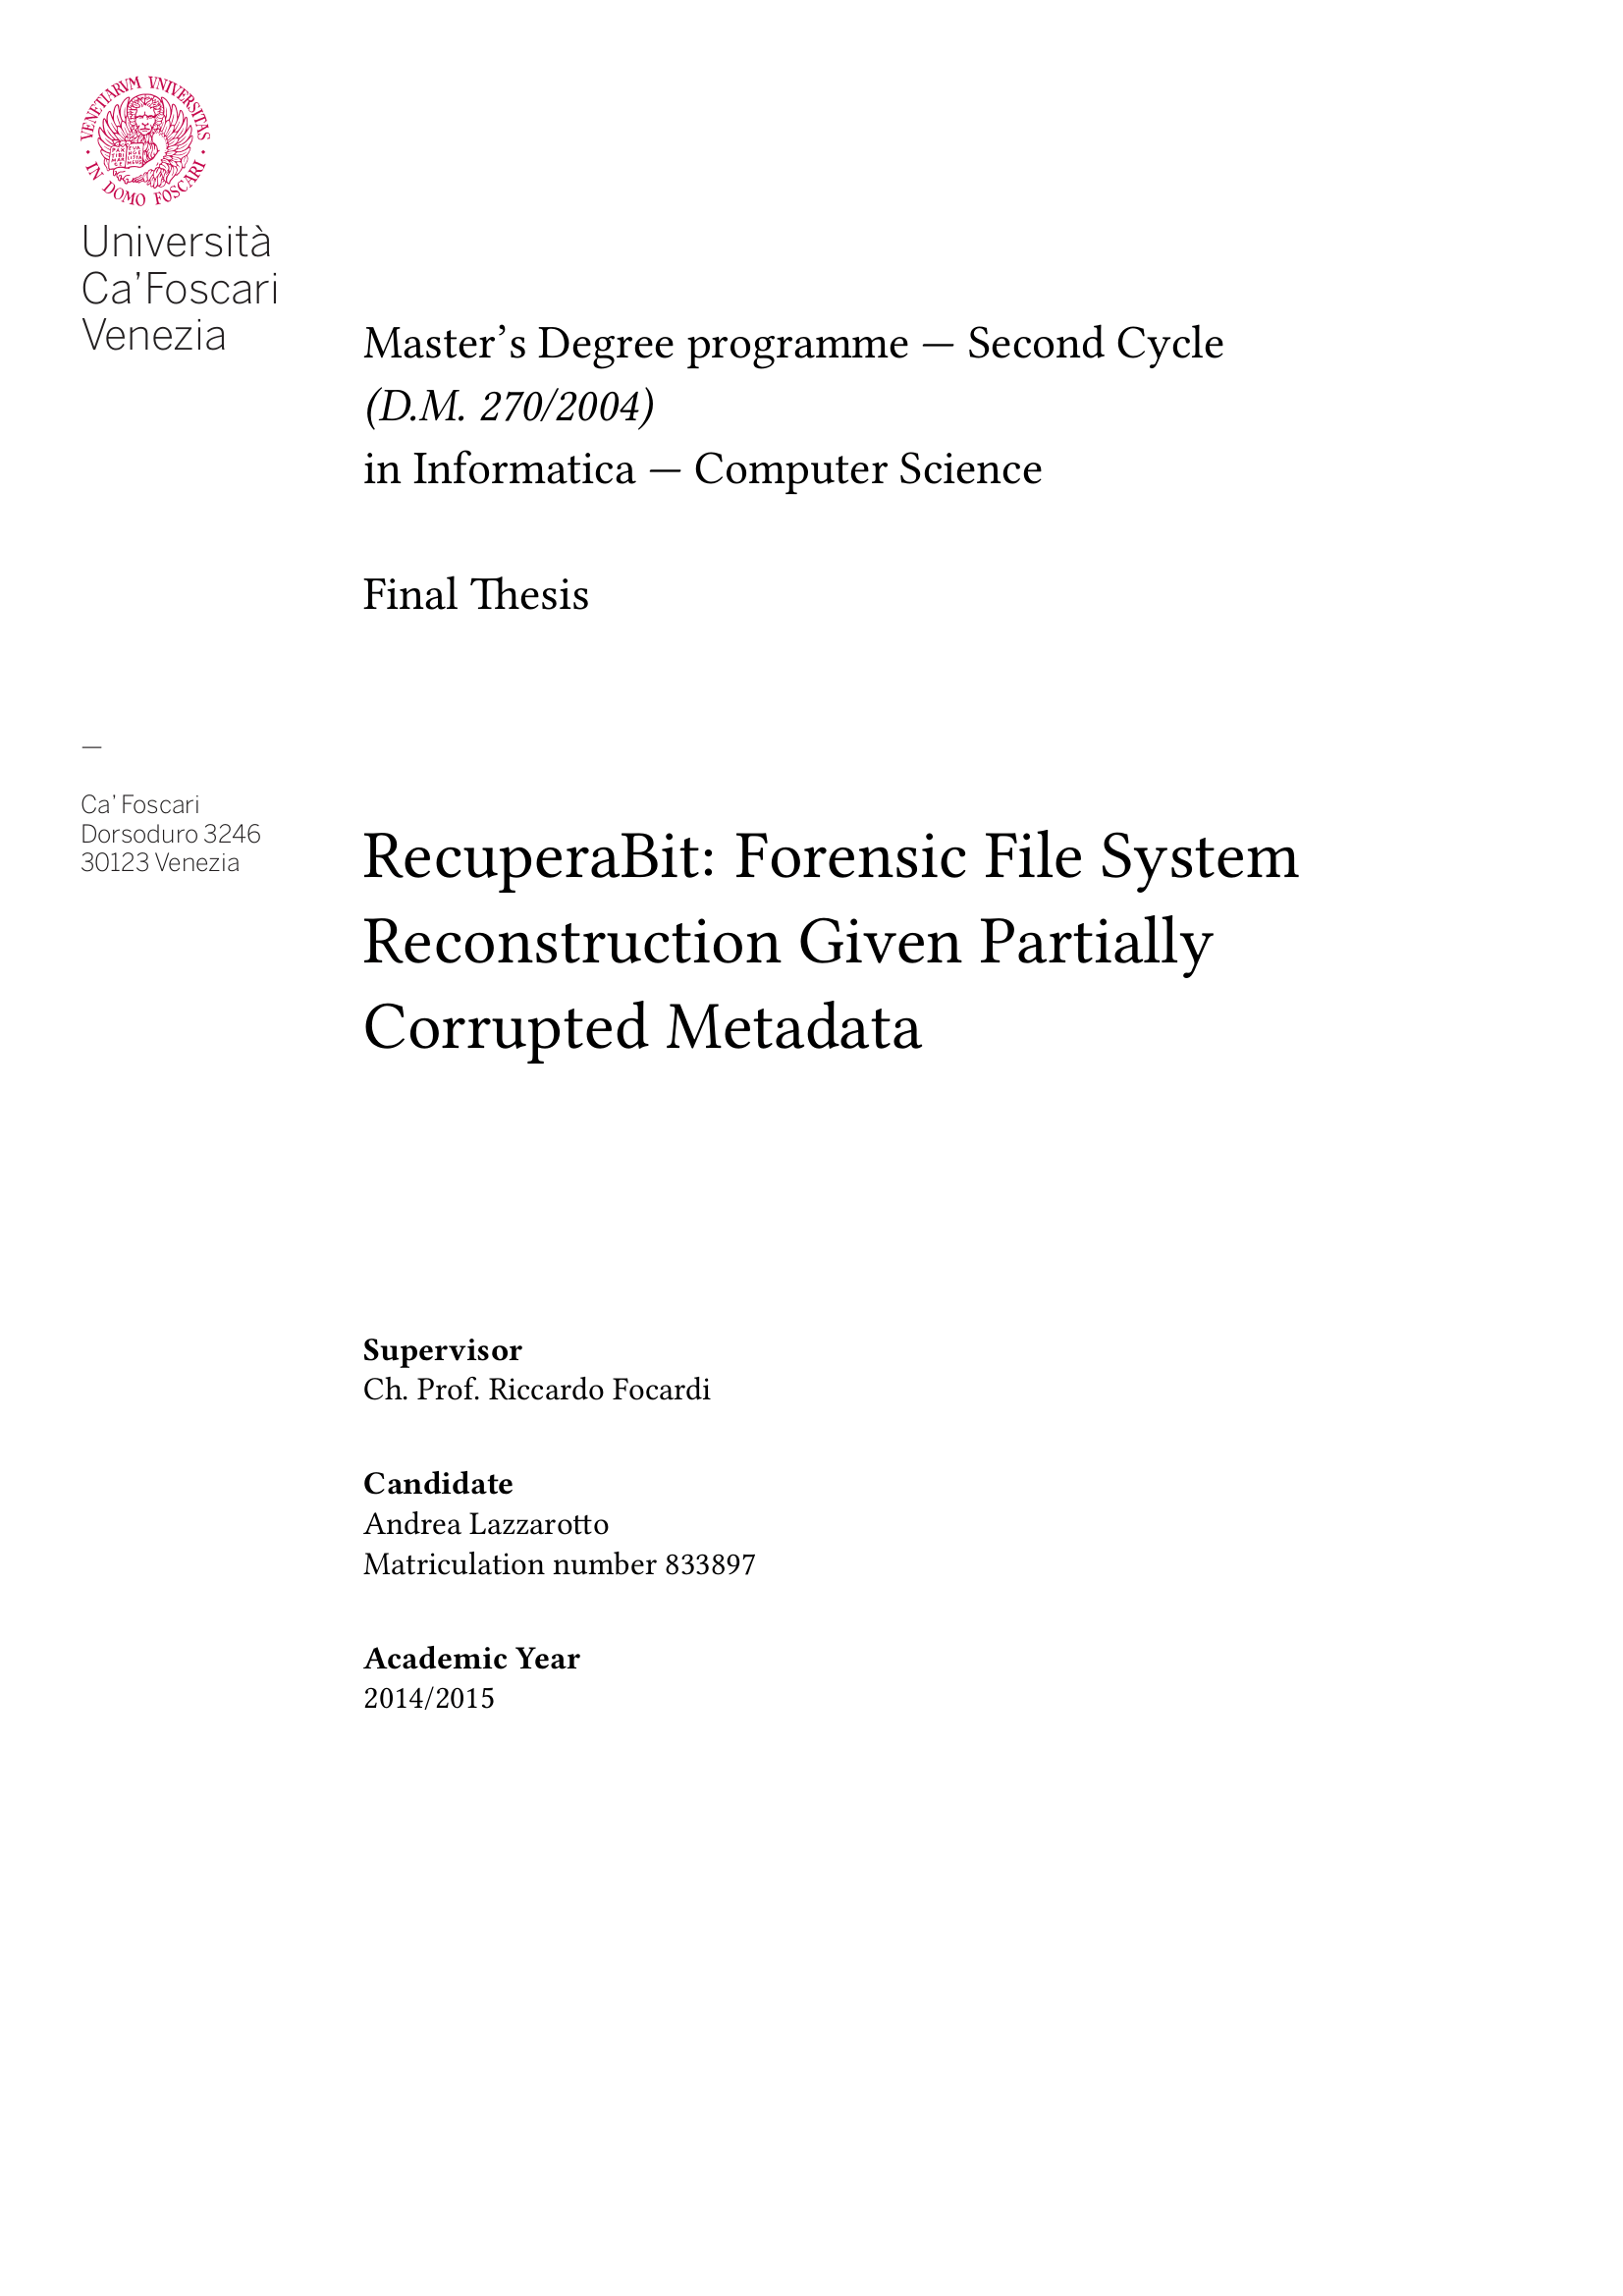 VENETIARVM VNIVERSITAS
IN DOMO FOSCARI
Università
Ca’Foscari
Venezia
Master’s Degree programme — Second Cycle
(D.M. 270/2004)
in Informatica — Computer Science
Final Thesis
—
Ca’ Foscari
Dorsoduro 3246
30123 Venezia
RecuperaBit: Forensic File System
Reconstruction Given Partially
Corrupted Metadata
Supervisor
Ch. Prof. Riccardo Focardi
Candidate
Andrea Lazzarotto
Matriculation number 833897
Academic Year
2014/2015